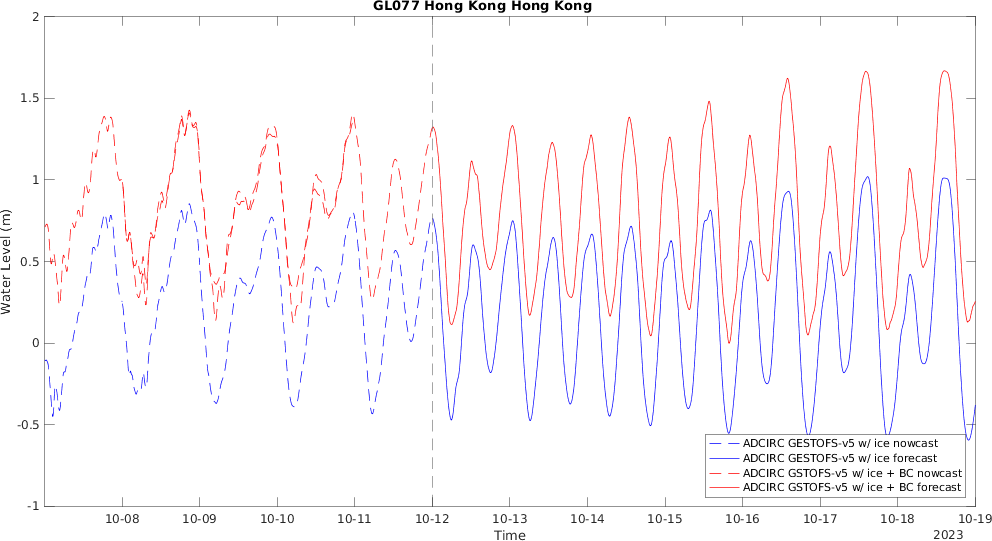 GL077 Hong Kong Hong Kong
2
1.5
1
0.5
0
-0.5
-1
Water Level (m)
10-08 10-09 10-10 10-11 10-12 10-13 10-14 10-15 10-16 10-17 10-18 10-19
Time
2023
ADCIRC GESTOFS-v5 w/ ice nowcast
ADCIRC GESTOFS-v5 w/ ice forecast
ADCIRC GSTOFS-v5 w/ ice + BC nowcast
ADCIRC GSTOFS-v5 w/ ice + BC forecast